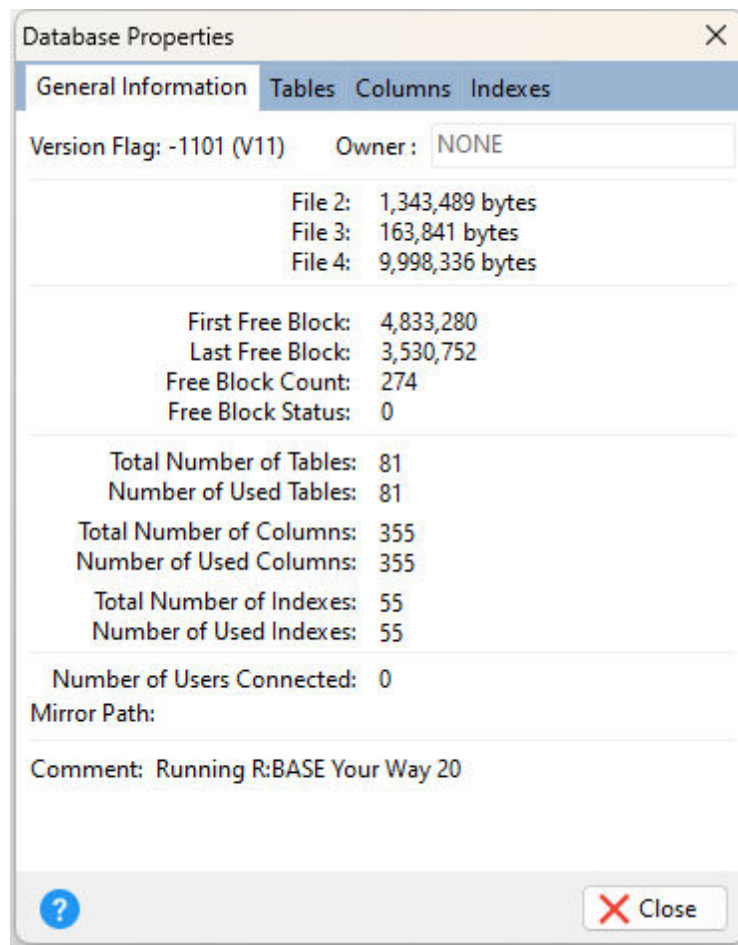 Database Properties
General Information Tables Columns Indexes
Version Flag: -1101 (V11) Owner : NONE
File 2: 1,343,489 bytes
File 3: 163,841 bytes
File 4: 9,998,336 bytes
First Free Block: 4,833,280
Last Free Block: 3,530,752
Free Block Count: 274
Free Block Status: 0
Total Number of Tables: 81
Number of Used Tables: 81
Total Number of Columns: 355
Number of Used Columns: 355
Total Number of Indexes: 55
Number of Used Indexes: 55
Number of Users Connected: 0
Mirror Path:
Comment: Running R:BASE Your Way 20
? Close